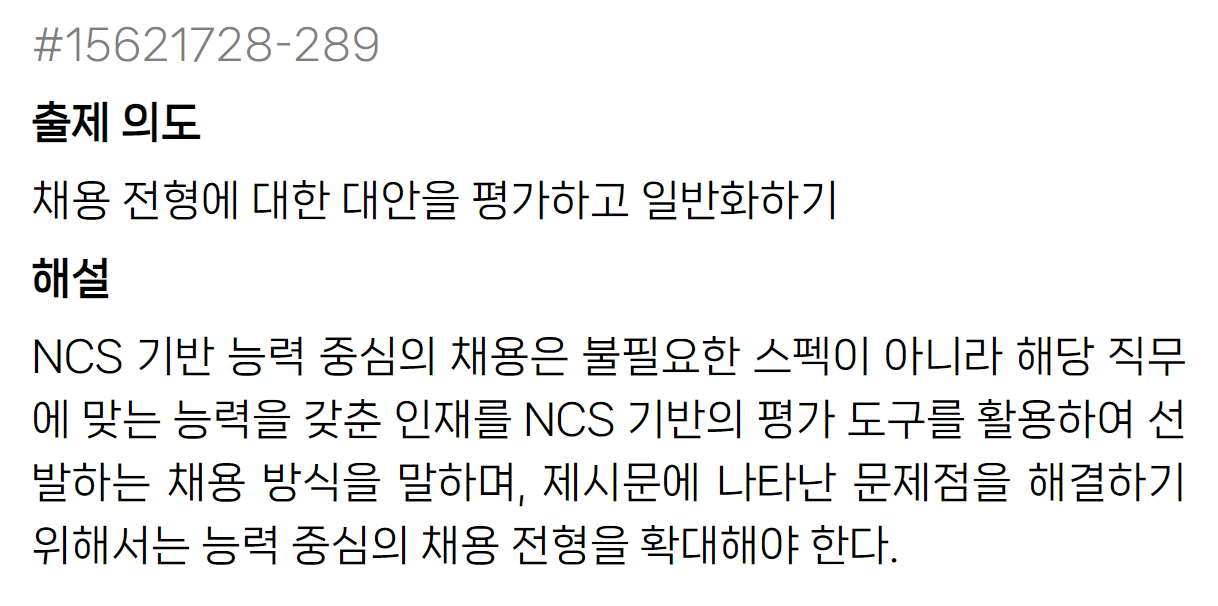 #15621728-289
출제 의도
채용 전형에 대한 대안을 평가하고 일반화하기
해설
NCS 기반 능력 중심의 채용은 불필요한 스펙이 아니라 해당 직무
에 맞는 능력을 갖춘 인재를 NCS 기반의 평가 도구를 활용하여 선
발하는 채용 방식을 말하며, 제시문에 나타난 문제점을 해결하기
위해서는 능력 중심의 채용 전형을 확대해야 한다.